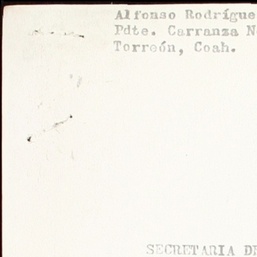 Alfonso Rodrígue
Pdte. Carranza N
Torreón, Coah.
SECRETARIA DE